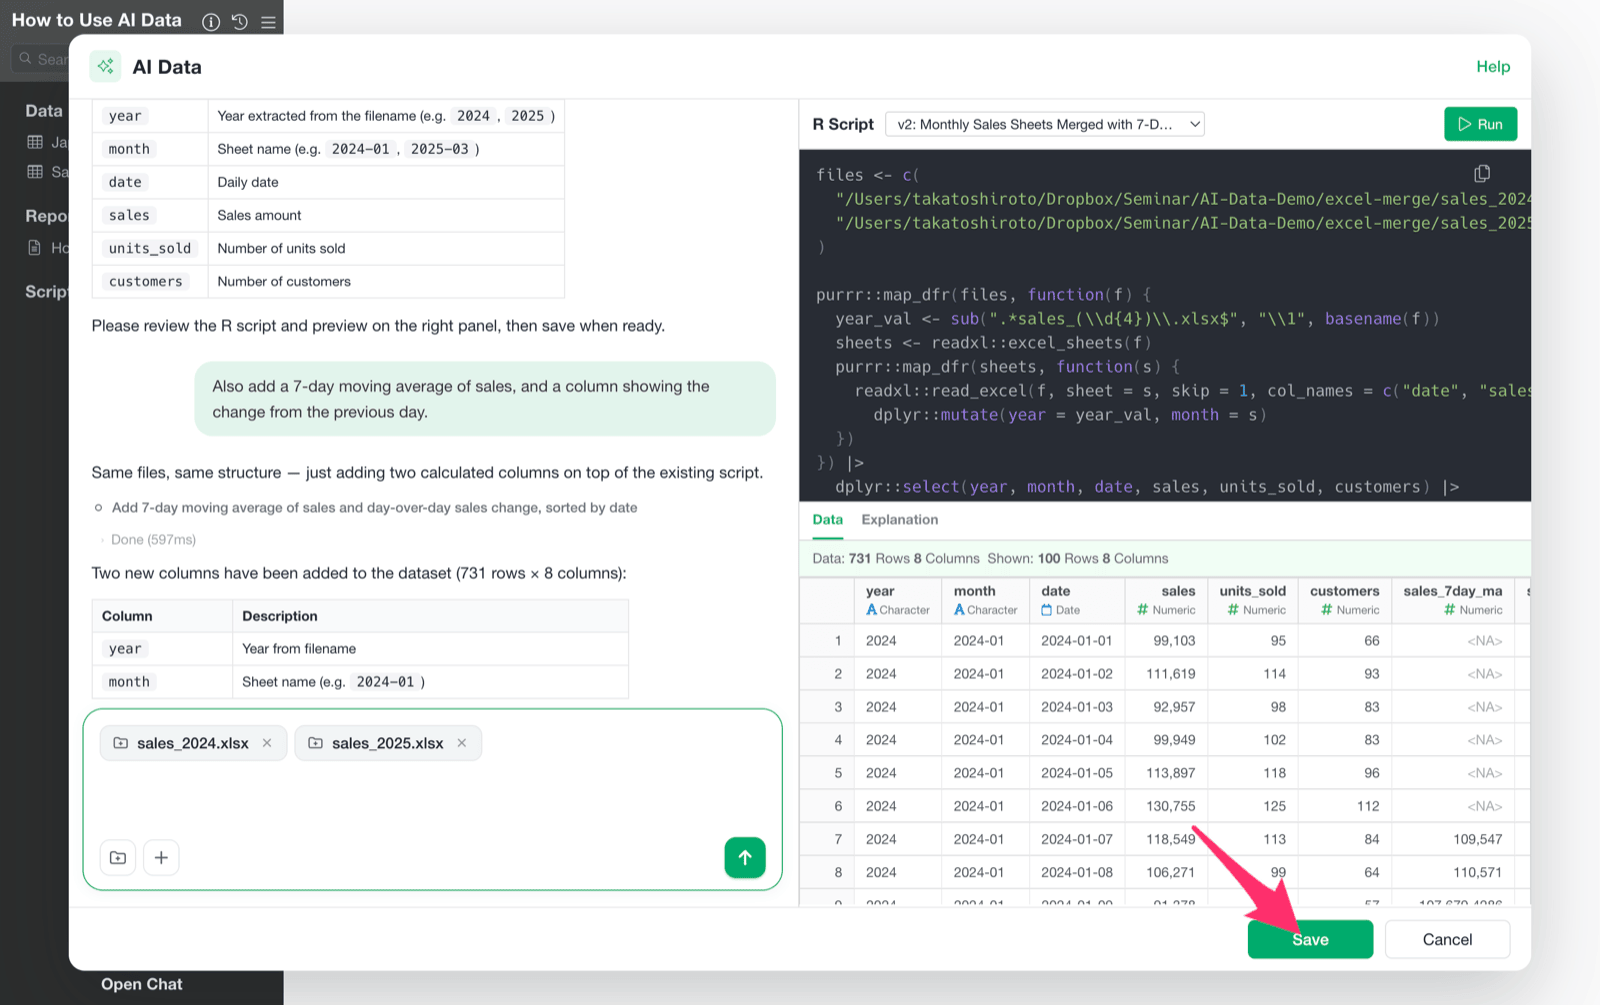 How to Use AI Data
AI Data
Help
Data
Repo
Script
Open Chat
year Year extracted from the filename (e.g. 2024 , 2025 )
month Sheet name (e.g. 2024-01 , 2025-03 )
date Daily date
sales Sales amount
units_sold Number of units sold
customers Number of customers
Please review the R script and preview on the right panel, then save when ready.
Also add a 7-day moving average of sales, and a column showing the
change from the previous day.
Same files, same structure — just adding two calculated columns on top of the existing script.
Add 7-day moving average of sales and day-over-day sales change, sorted by date
Done (597ms)
Two new columns have been added to the dataset (731 rows × 8 columns):
Column Description
year Year from filename
month Sheet name (e.g. 2024-01 )
sales_2024.xlsx × sales_2025.xlsx ×
R Script v2: Monthly Sales Sheets Merged with 7-D... Run
files <- c(
"/Users/takatoshiroto/Dropbox/Seminar/AI-Data-Demo/excel-merge/sales_2024
"/Users/takatoshiroto/Dropbox/Seminar/AI-Data-Demo/excel-merge/sales_2025
)
purrr::map_dfr(files, function(f) {
year_val <- sub(".*sales_(\\d{4})\\.xlsx$", "\\1", basename(f))
sheets <- readxl::excel_sheets(f)
purrr::map_dfr(sheets, function(s) {
readxl::read_excel(f, sheet = s, skip = 1, col_names = c("date", "sales
dplyr::mutate(year = year_val, month = s)
})
}) |>
dplyr::select(year, month, date, sales, units_sold, customers) |>
Data Explanation
Data: 731 Rows 8 Columns Shown: 100 Rows 8 Columns
year month date sales units_sold customers sales_7day_ma
Character Character Date # Numeric # Numeric # Numeric # Numeric
1 2024 2024-01 2024-01-01 99,103 95 66 <NA>
2 2024 2024-01 2024-01-02 111,619 114 93 <NA>
3 2024 2024-01 2024-01-03 92,957 98 83 <NA>
4 2024 2024-01 2024-01-04 99,949 102 83 <NA>
5 2024 2024-01 2024-01-05 113,897 118 96 <NA>
6 2024 2024-01 2024-01-06 130,755 125 112 <NA>
7 2024 2024-01 2024-01-07 118,549 113 84 109,547
8 2024 2024-01 2024-01-08 106,271 99 64 110,571
Save Cancel